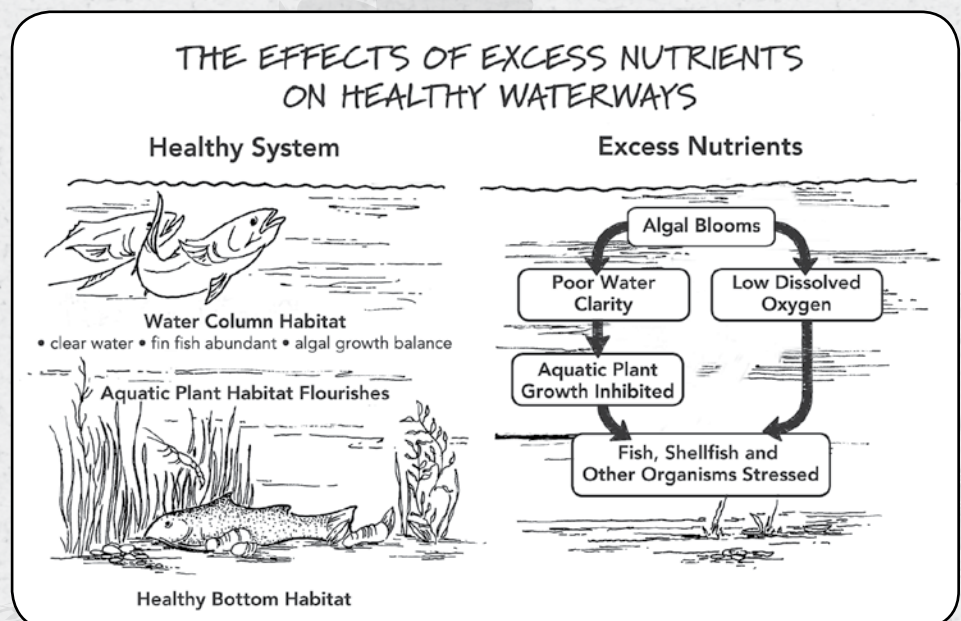 THE EFFECTS OF EXCESS NUTRIENTS
ON HEALTHY WATERWAYS
Healthy System
Water Column Habitat
• clear water • fin fish abundant • algal growth balance
Aquatic Plant Habitat Flourishes
Healthy Bottom Habitat
Excess Nutrients
Algal Blooms
Poor Water
Clarity
Low Dissolved
Oxygen
Aquatic Plant
Growth Inhibited
Fish, Shellfish and
Other Organisms Stressed